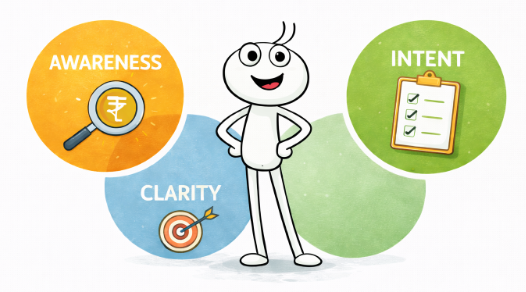 AWARENESS
₹
INTENT
CLARITY